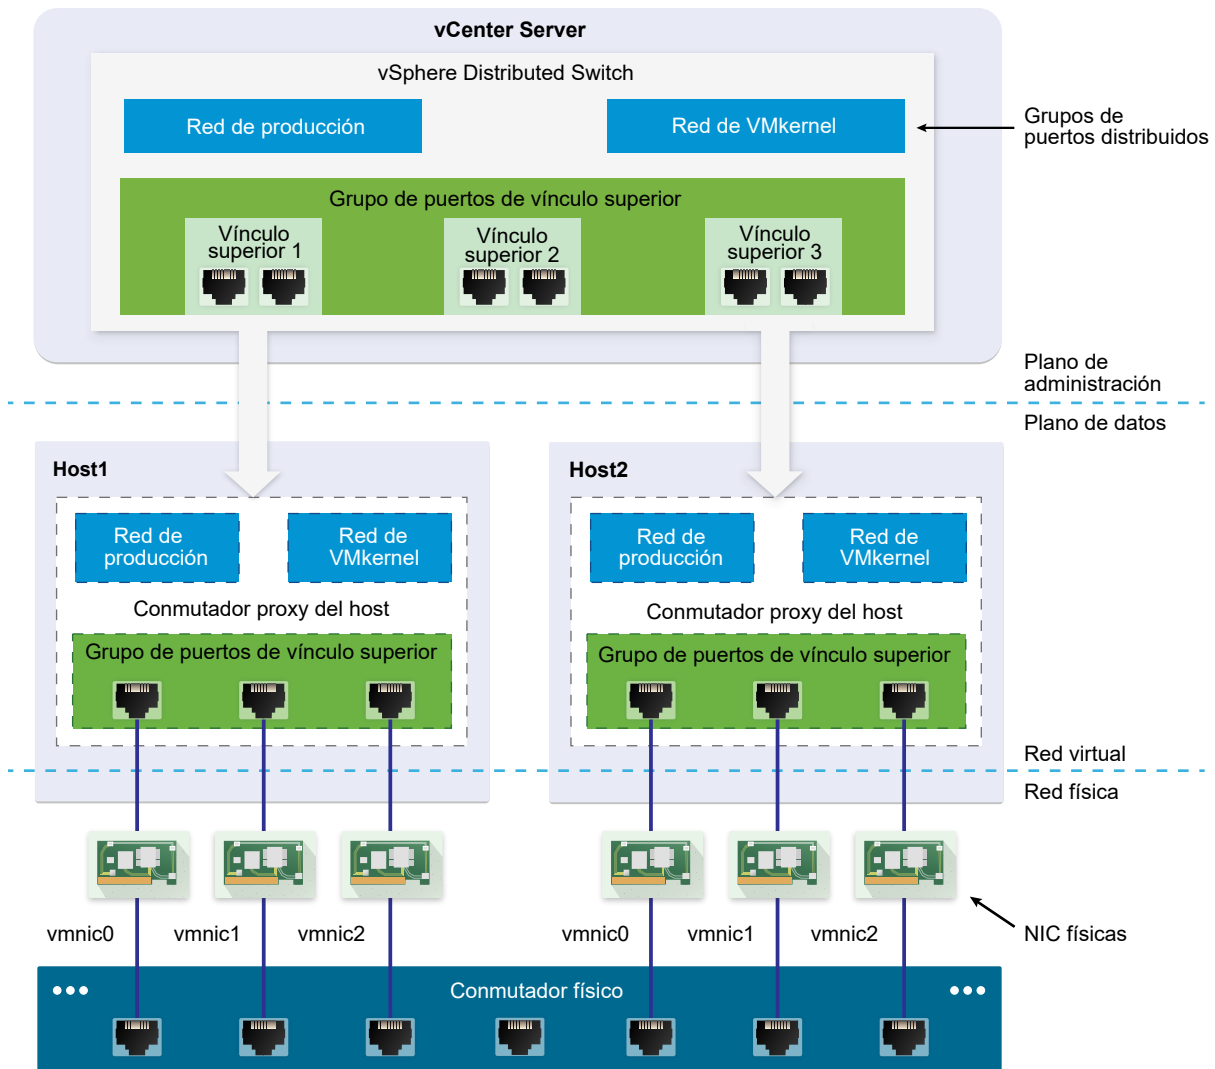 vCenter Server
vSphere Distributed Switch
Red de producción
Red de VMkernel
Grupos de
puertos distribuidos
Grupo de puertos de vínculo superior
Vínculo
superior 1
Vínculo
superior 2
Vínculo
superior 3
Plano de
administración
Plano de datos
Host1
Red de
producción
Red de
VMkernel
Conmutador proxy del host
Grupo de puertos de vínculo superior
Host2
Red de
producción
Red de
VMkernel
Conmutador proxy del host
Grupo de puertos de vínculo superior
Red virtual
Red física
vmnic0
vmnic1
vmnic2
vmnic0
vmnic1
vmnic2
NIC físicas
Conmutador físico